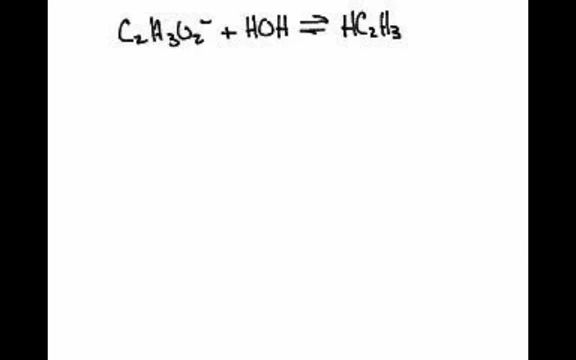 C₂H₃O₂⁻ + HOH ⇌ HC₂H₃